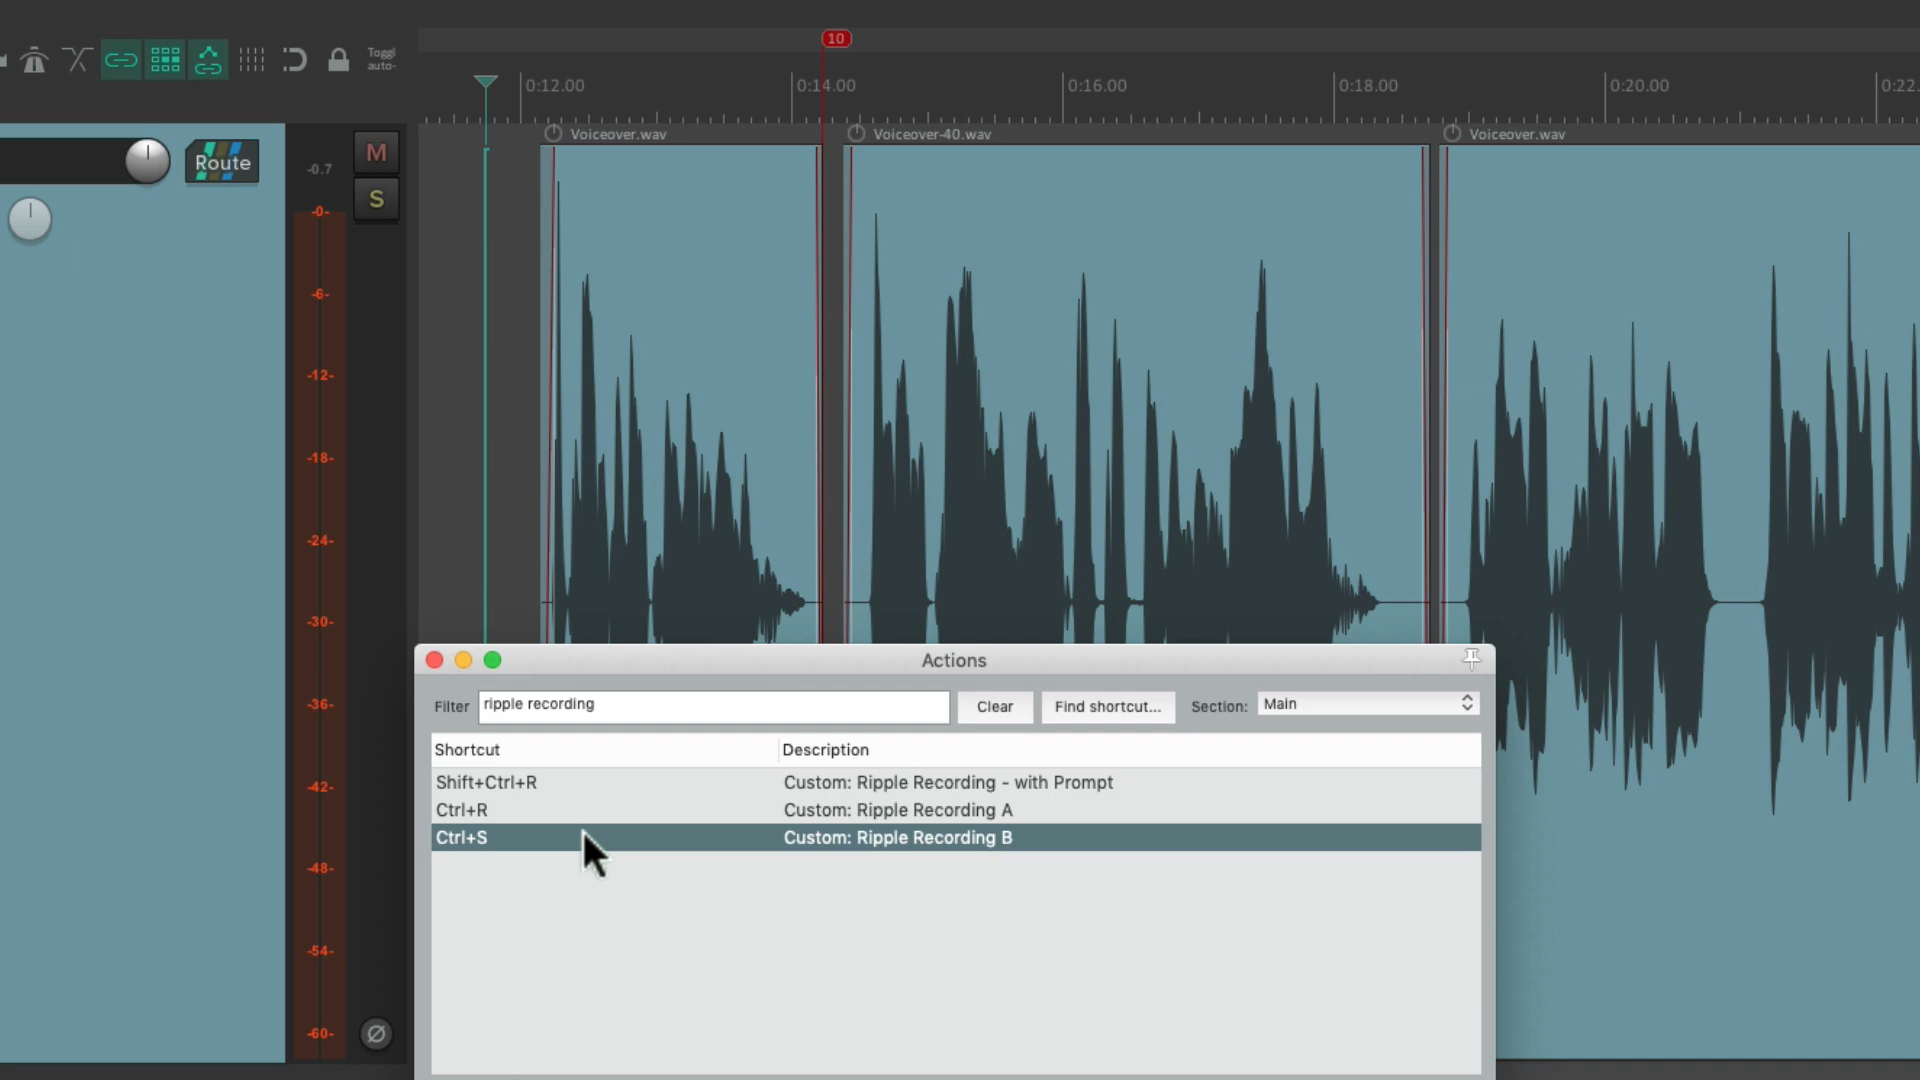 Toggl
auto-
10
0:12.00
0:14.00
0:16.00
0:18.00
0:20.00
0:22.
Voiceover.wav
Voiceover-40.wav
Voiceover.wav
Route
M
S
-0.7
-0-
-6-
-12-
-18-
-24-
-30-
-36-
-42-
-48-
-54-
-60-
Actions
Filter
ripple recording
Clear
Find shortcut...
Section:
Main
Shortcut
Description
Shift+Ctrl+R
Custom: Ripple Recording - with Prompt
Ctrl+R
Custom: Ripple Recording A
Ctrl+S
Custom: Ripple Recording B